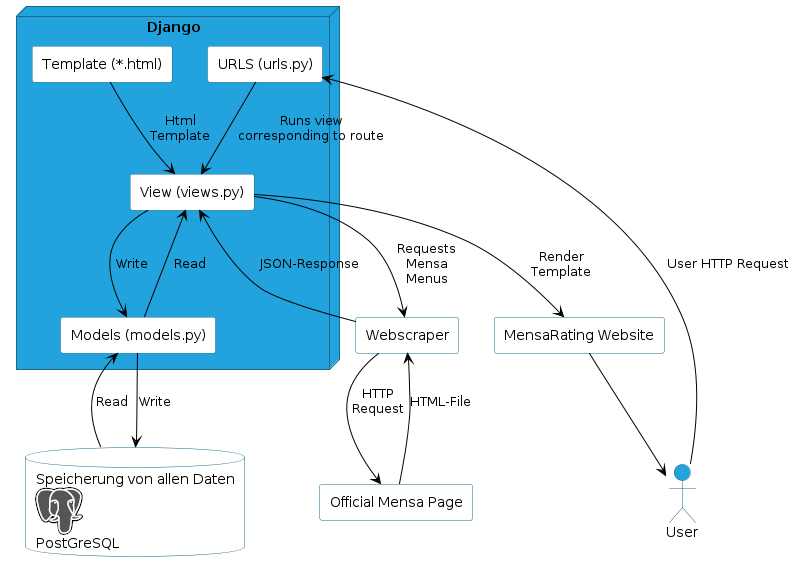 Django
Template (*.html)
URLS (urls.py)
Html
Template
Runs view
corresponding to route
View (views.py)
Write
Read
JSON-Response
Requests
Mensa
Menus
Render
Template
User HTTP Request
Models (models.py)
Webscraper
MensaRating Website
Read
Write
HTTP
Request
HTML-File
Speicherung von allen Daten
PostGreSQL
Official Mensa Page
User